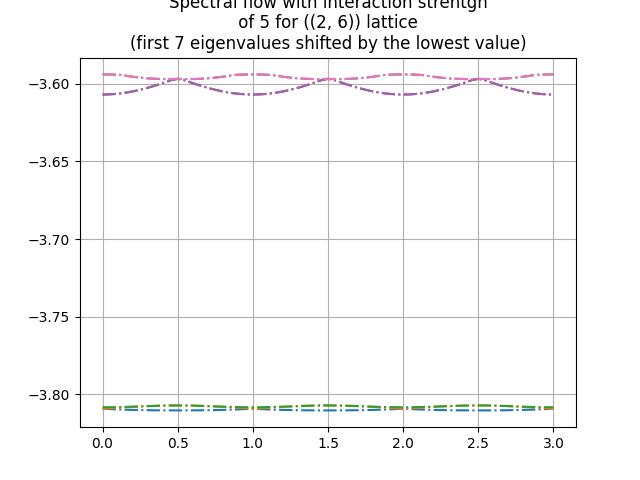 Spectral flow with interaction strentgh
of 5 for ((2, 6)) lattice
(first 7 eigenvalues shifted by the lowest value)
−3.60
−3.65
−3.70
−3.75
−3.80
0.0 0.5 1.0 1.5 2.0 2.5 3.0